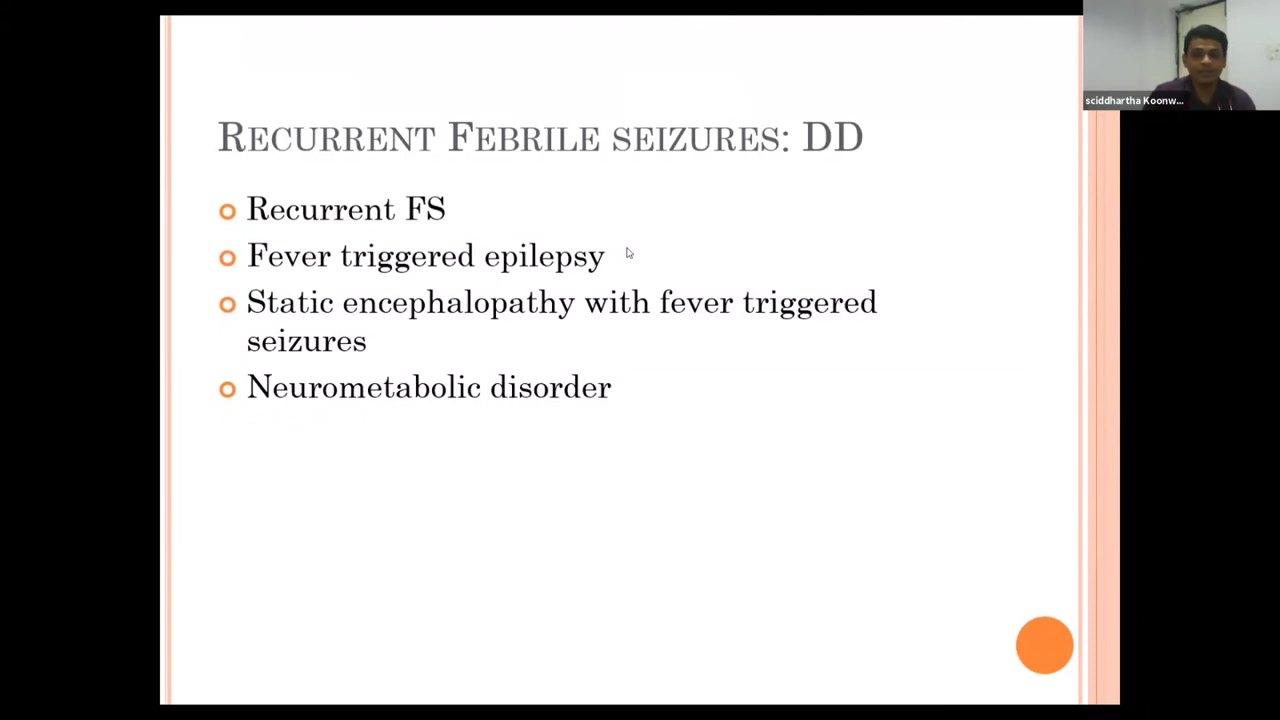 sciddhartha Koonw...
RECURRENT FEBRILE SEIZURES: DD
Recurrent FS
Fever triggered epilepsy
Static encephalopathy with fever triggered
seizures
Neurometabolic disorder